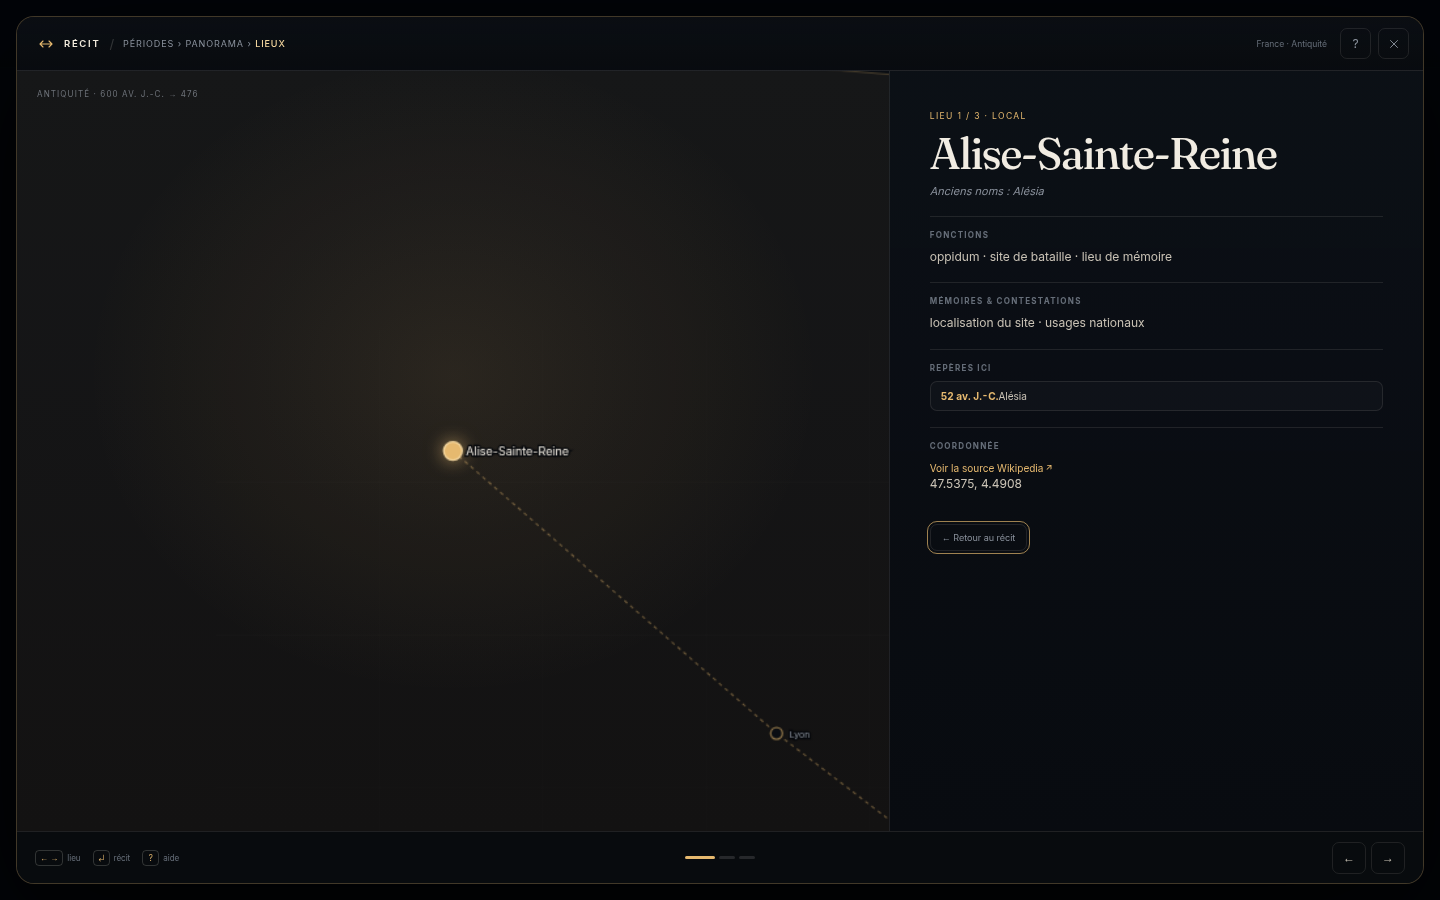 RÉCIT / PÉRIODES › PANORAMA › LIEUX
France · Antiquité
?
ANTIQUITÉ · 600 AV. J.-C. → 476
Alise-Sainte-Reine
Lyon
LIEU 1 / 3 · LOCAL
Alise-Sainte-Reine
Anciens noms : Alésia
FONCTIONS
oppidum · site de bataille · lieu de mémoire
MÉMOIRES & CONTESTATIONS
localisation du site · usages nationaux
REPÈRES ICI
52 av. J.-C.Alésia
COORDONNÉE
Voir la source Wikipedia ↗
47.5375, 4.4908
← Retour au récit
← → lieu ↵ récit ? aide
← →